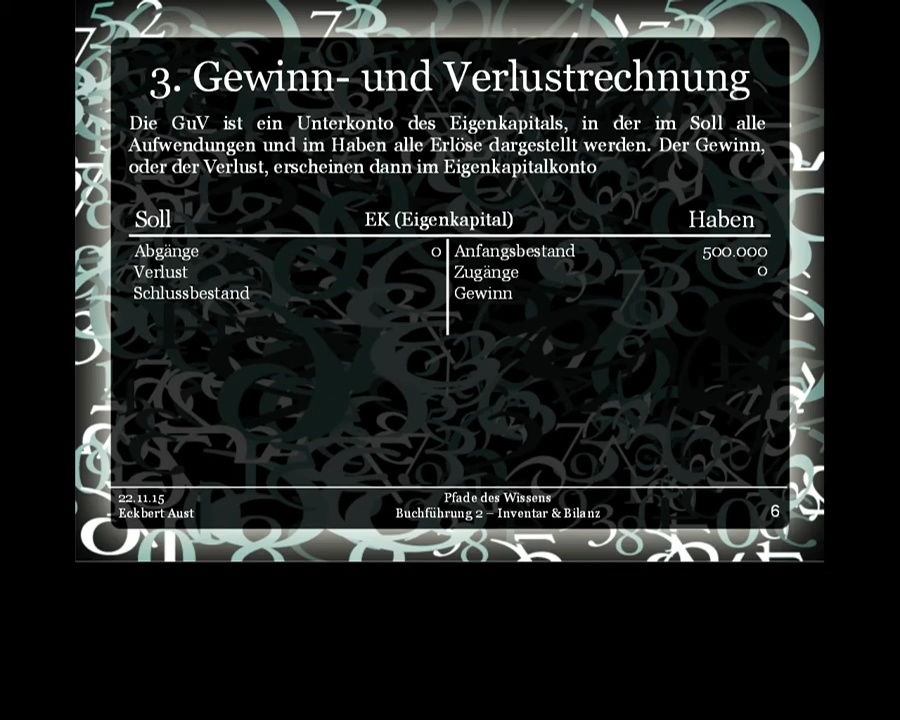 3. Gewinn- und Verlustrechnung
Die GuV ist ein Unterkonto des Eigenkapitals, in der im Soll alle
Aufwendungen und im Haben alle Erlöse dargestellt werden. Der Gewinn,
oder der Verlust, erscheinen dann im Eigenkapitalkonto
Soll EK (Eigenkapital) Haben
Abgänge 0 Anfangsbestand 500.000
Verlust Zugänge 0
Schlussbestand Gewinn
22.11.15 Pfade des Wissens
Eckbert Aust Buchführung 2 – Inventar & Bilanz 6